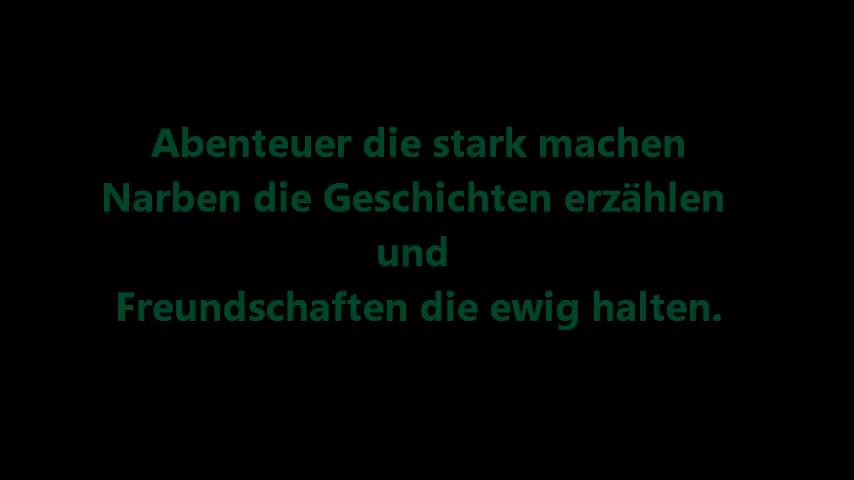 Abenteuer die stark machen
Narben die Geschichten erzählen
und
Freundschaften die ewig halten.